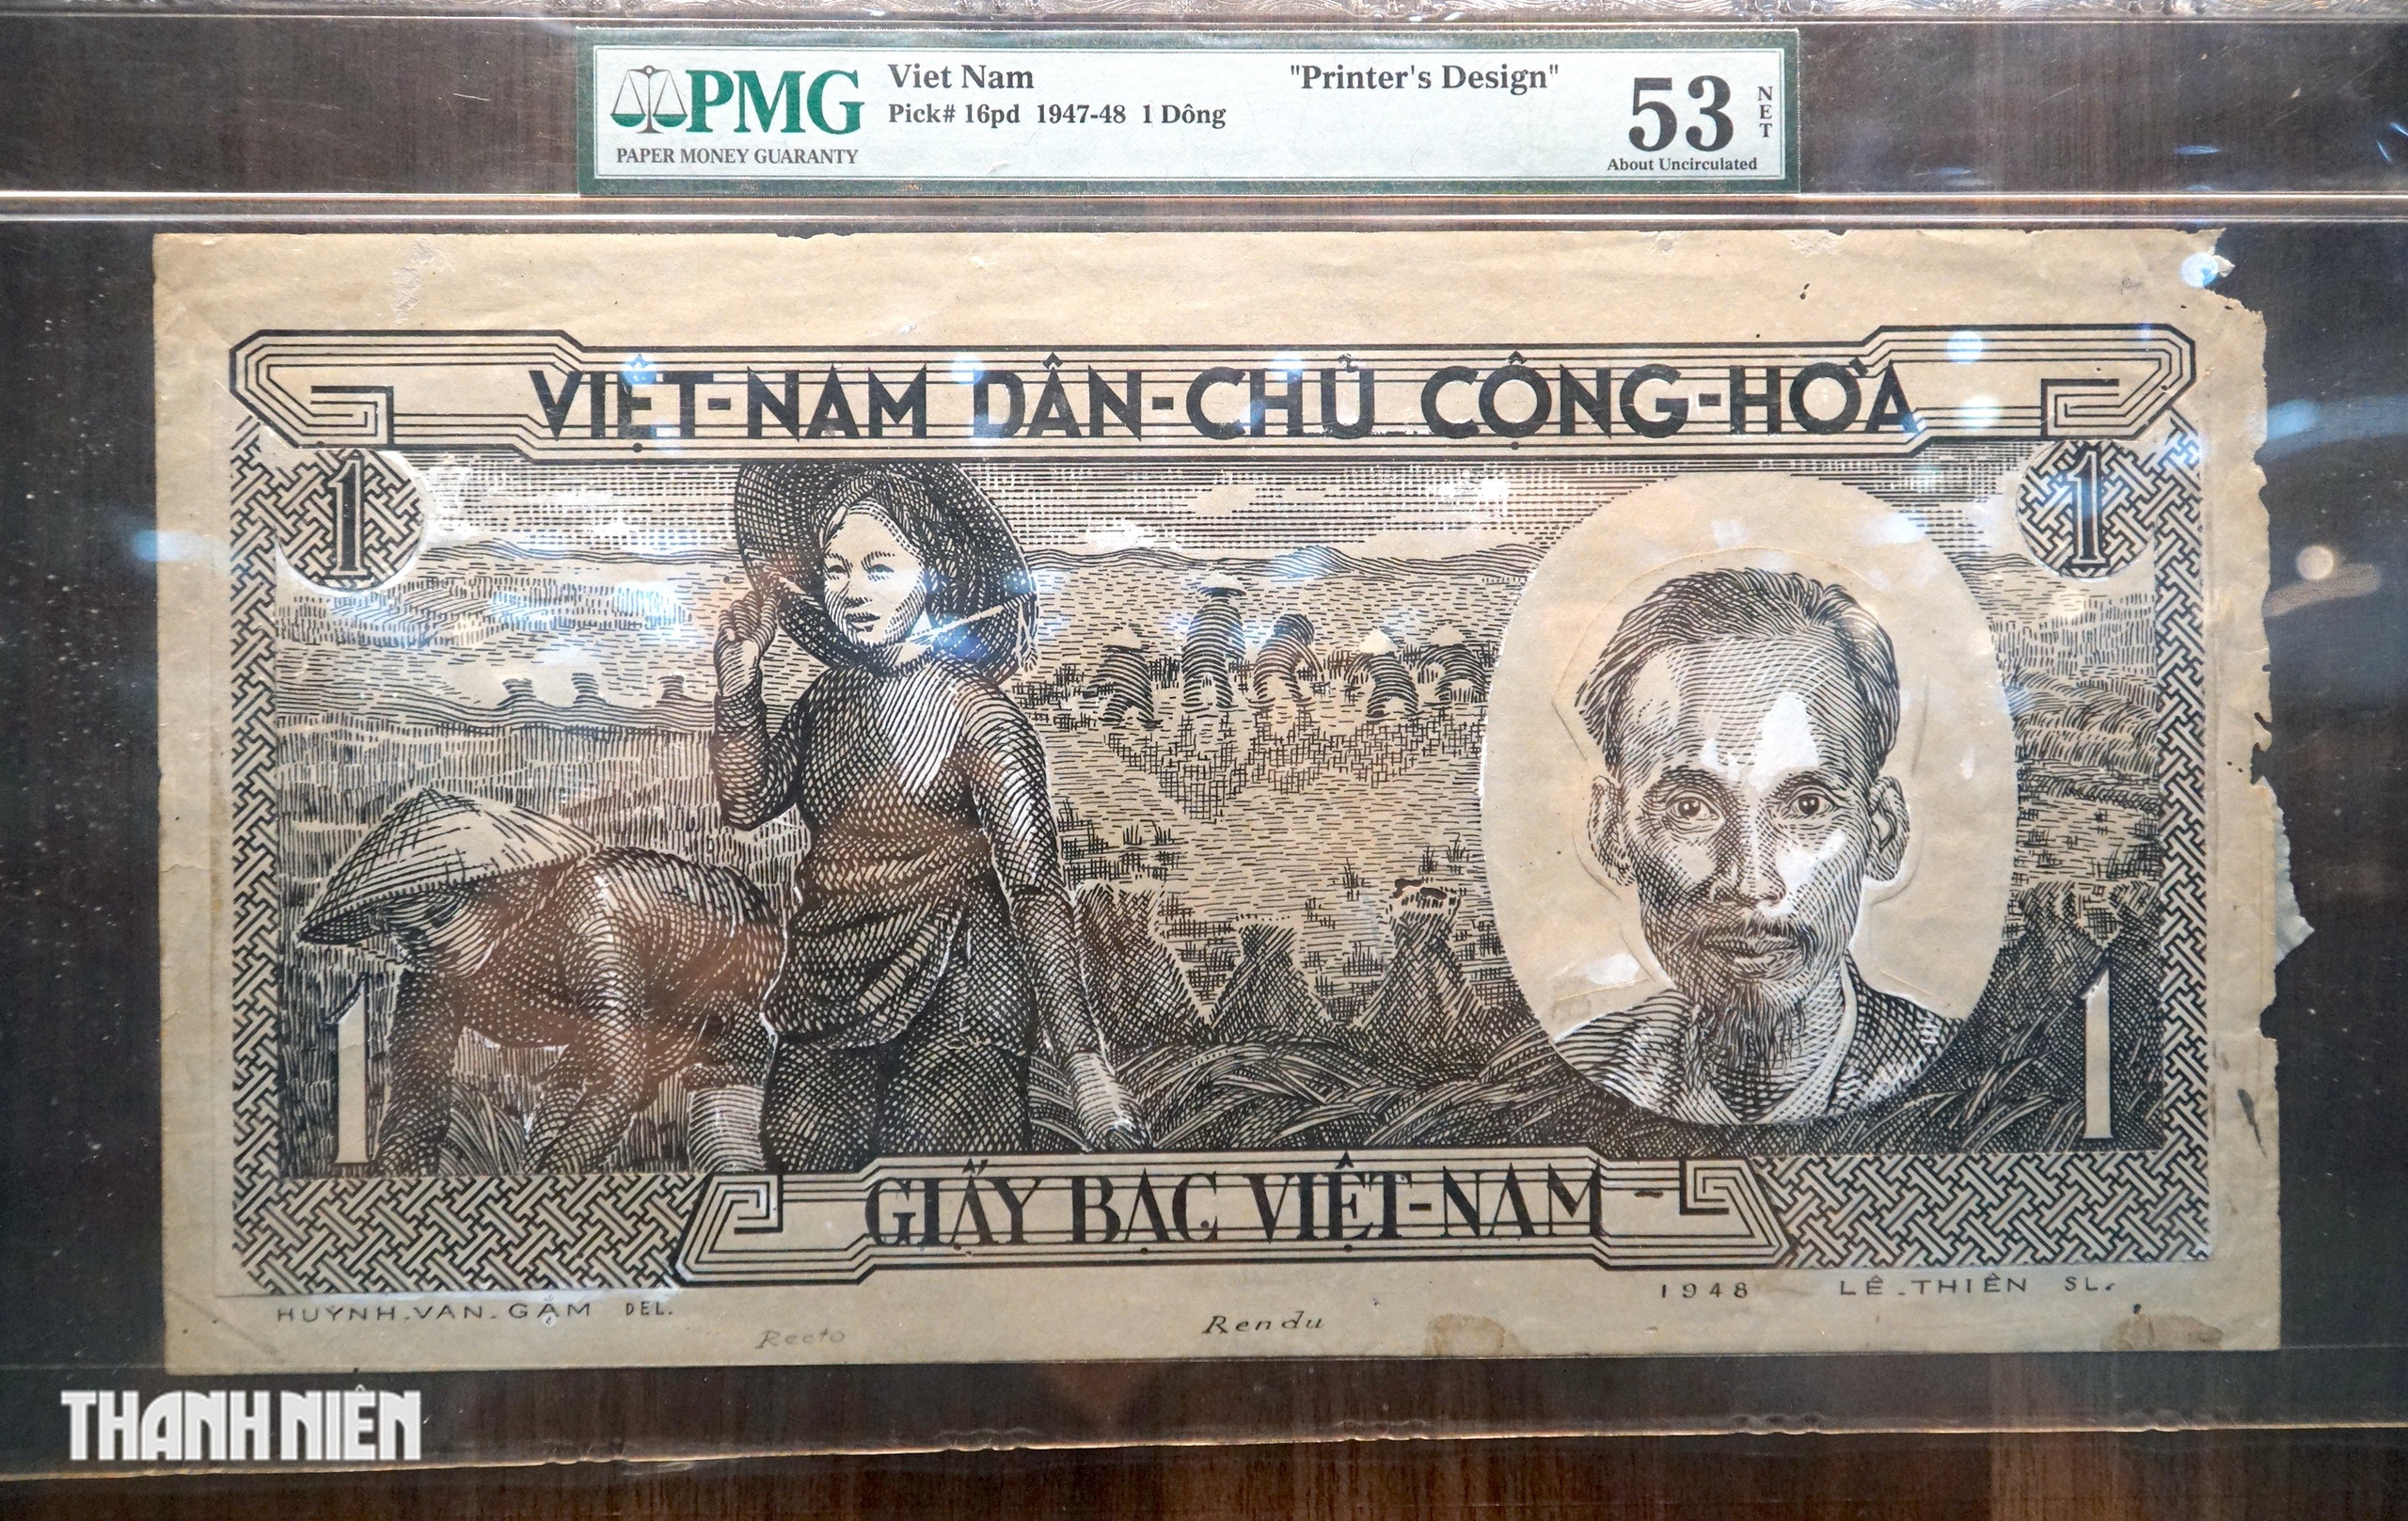 PMG
PAPER MONEY GUARANTY
Viet Nam
"Printer's Design"
Pick# 16pd 1947-48 1 Dông
53
NET
About Uncirculated
VIỆT-NAM DÂN-CHỦ CỘNG-HÒA
1
1
1
1
GIẤY BẠC VIỆT-NAM
HUỲNH.VAN.GẤM DEL.
1948 LÊ.THIÊN SL.
Recto
Rendu
THANH NIÊN